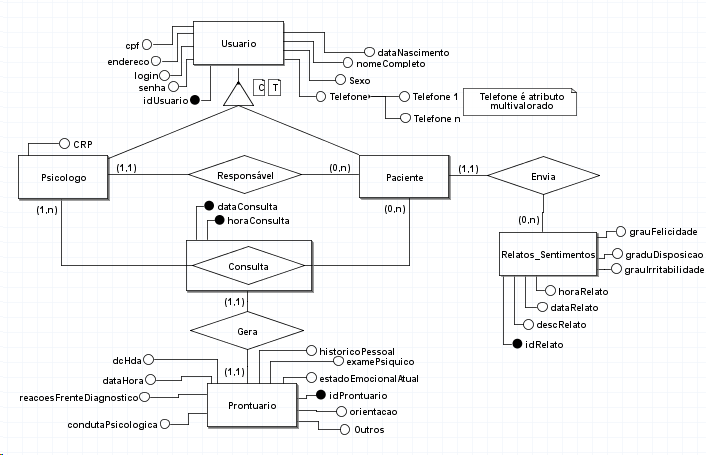 Usuario
cpf
endereco
login
senha
idUsuario
dataNascimento
nomeCompleto
Sexo
Telefone
Telefone 1
Telefone n
Telefone é atributo
multivalorado
C T
CRP
Psicologo
(1,1)
Responsável
(0,n)
Paciente
(1,1)
Envia
(1,n)
(0,n)
(0,n)
dataConsulta
horaConsulta
Consulta
Relatos_Sentimentos
grauFelicidade
graduDisposicao
grauIrritabilidade
horaRelato
dataRelato
descRelato
idRelato
(1,1)
Gera
(1,1)
dcHda
dataHora
reacoesFrenteDiagnostico
condutaPsicologica
Prontuario
historicoPessoal
examePsiquico
estadoEmocionalAtual
idProntuario
orientacao
Outros